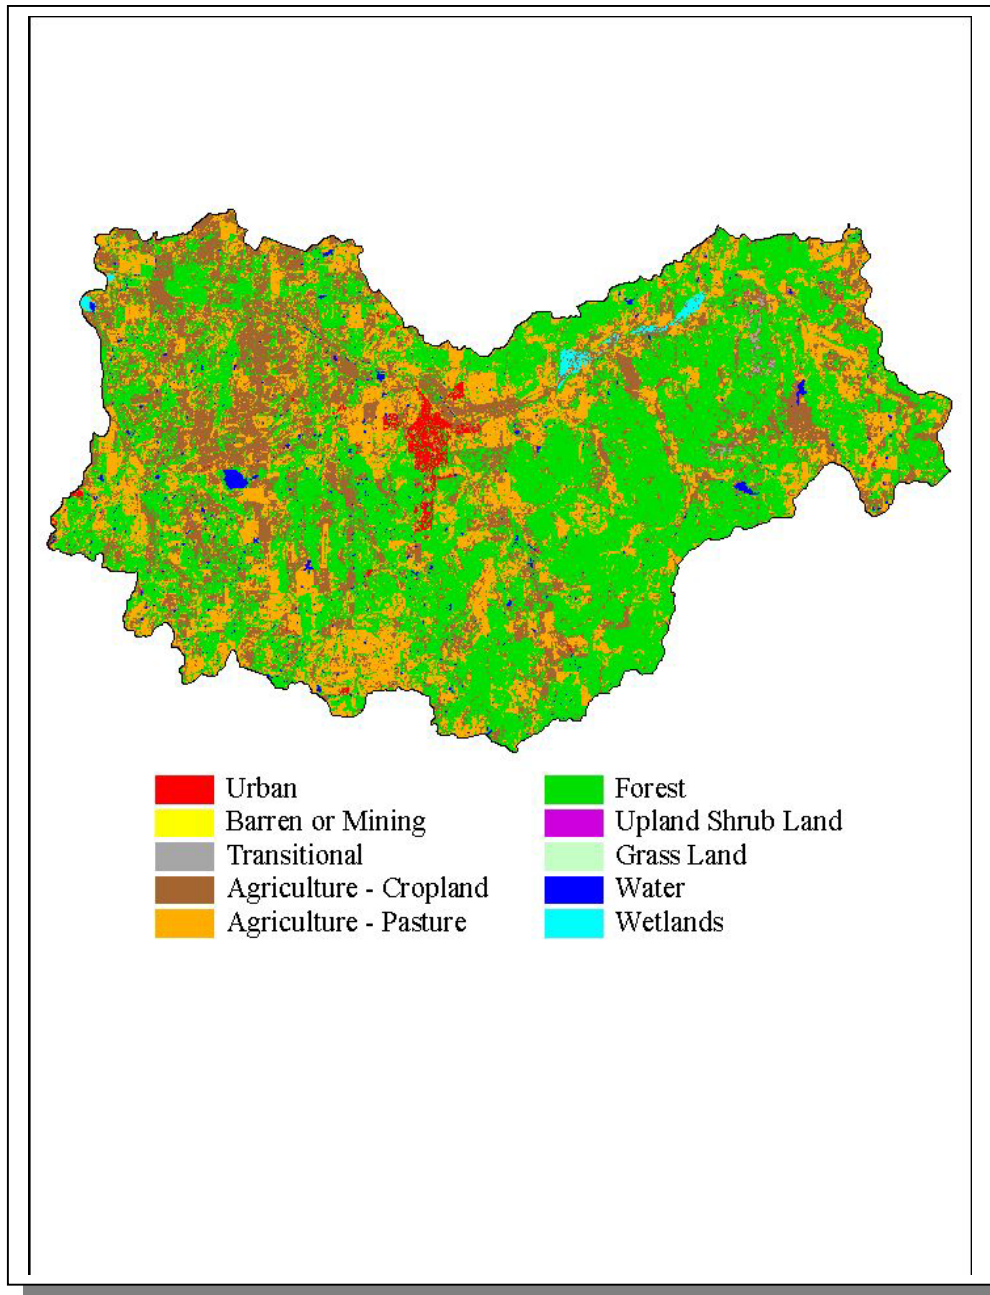 Urban
Barren or Mining
Transitional
Agriculture - Cropland
Agriculture - Pasture
Forest
Upland Shrub Land
Grass Land
Water
Wetlands